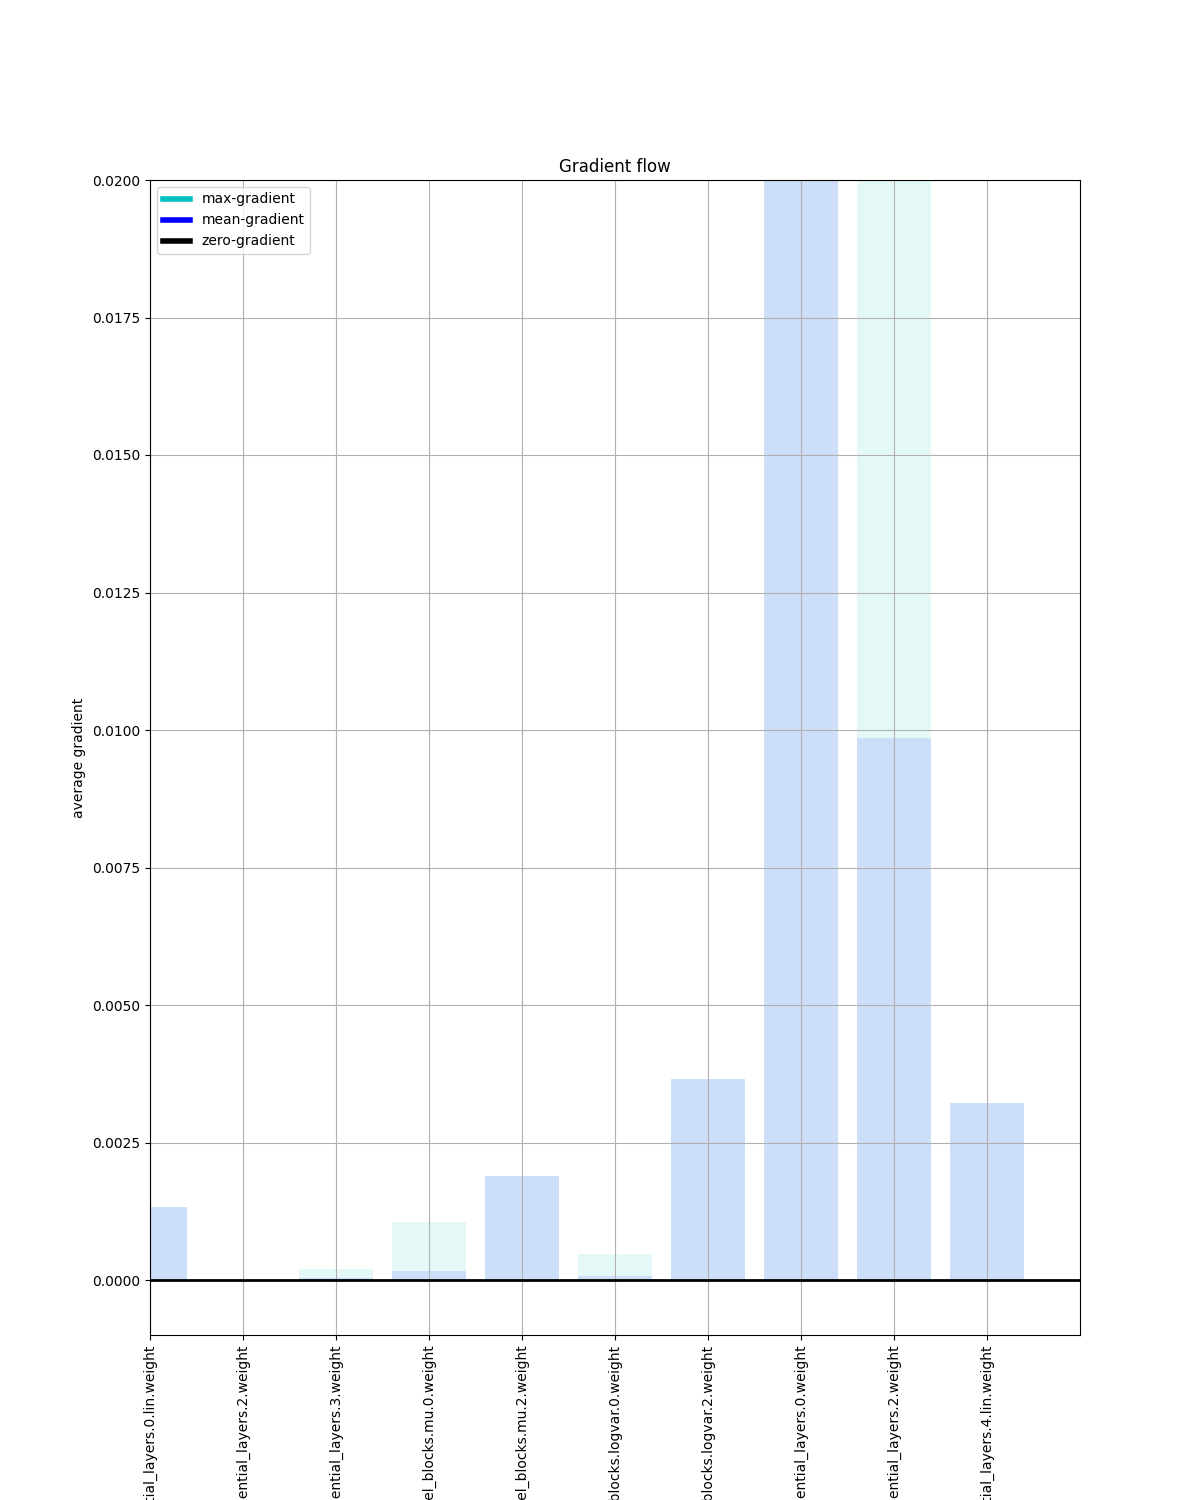 Gradient flow
max-gradient
mean-gradient
zero-gradient
0.0200
0.0175
0.0150
0.0125
0.0100
0.0075
0.0050
0.0025
0.0000
average gradient
tial_layers.0.lin.weight
ential_layers.2.weight
ential_layers.3.weight
el_blocks.mu.0.weight
el_blocks.mu.2.weight
blocks.logvar.0.weight
blocks.logvar.2.weight
ential_layers.0.weight
ential_layers.2.weight
tial_layers.4.lin.weight